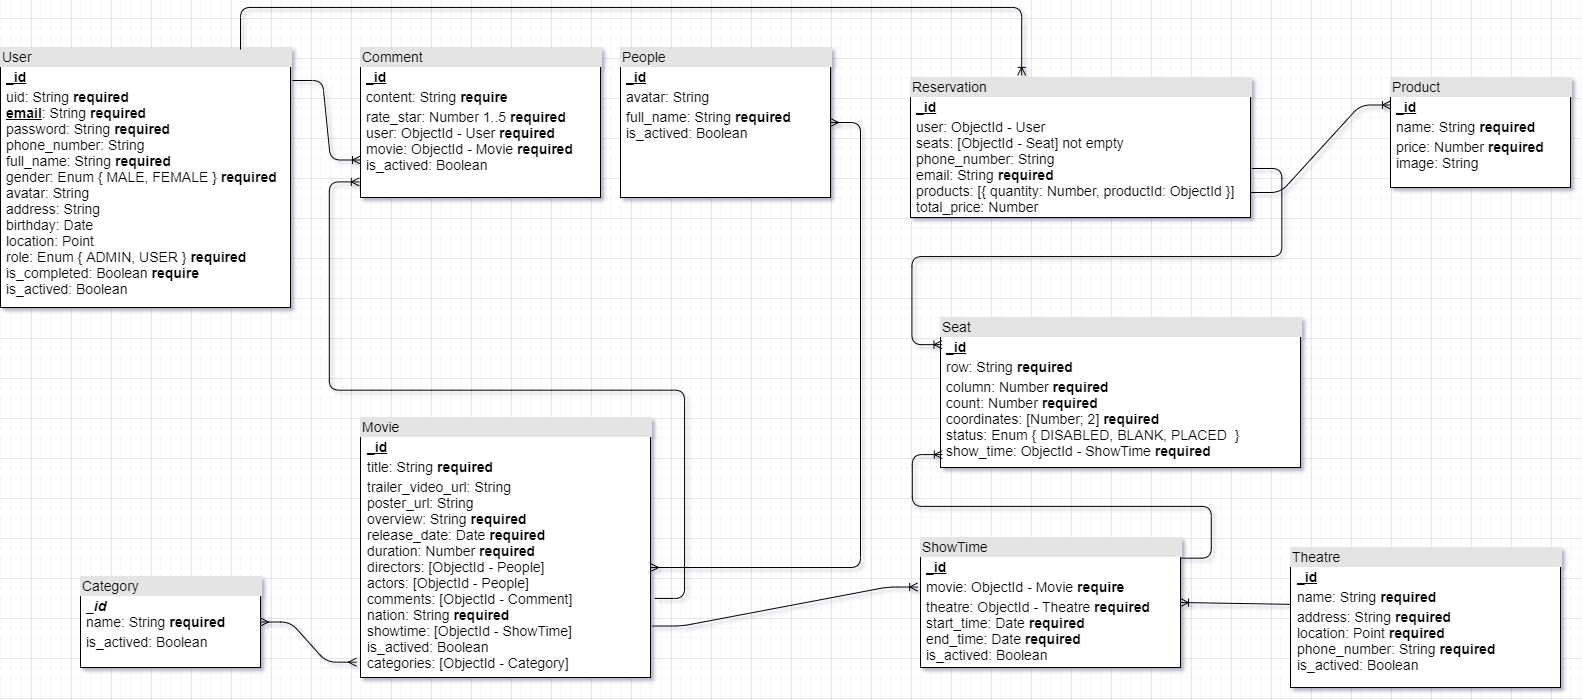 User
_id
uid: String required
email: String required
password: String required
phone_number: String
full_name: String required
gender: Enum { MALE, FEMALE } required
avatar: String
address: String
birthday: Date
location: Point
role: Enum { ADMIN, USER } required
is_completed: Boolean require
is_actived: Boolean
Comment
_id
content: String require
rate_star: Number 1..5 required
user: ObjectId - User required
movie: ObjectId - Movie required
is_actived: Boolean
People
_id
avatar: String
full_name: String required
is_actived: Boolean
Reservation
_id
user: ObjectId - User
seats: [ObjectId - Seat] not empty
phone_number: String
email: String required
products: [{ quantity: Number, productId: ObjectId }]
total_price: Number
Product
_id
name: String required
price: Number required
image: String
Seat
_id
row: String required
column: Number required
count: Number required
coordinates: [Number; 2] required
status: Enum { DISABLED, BLANK, PLACED }
show_time: ObjectId - ShowTime required
Movie
_id
title: String required
trailer_video_url: String
poster_url: String
overview: String required
release_date: Date required
duration: Number required
directors: [ObjectId - People]
actors: [ObjectId - People]
comments: [ObjectId - Comment]
nation: String required
showtime: [ObjectId - ShowTime]
is_actived: Boolean
categories: [ObjectId - Category]
Category
_id
name: String required
is_actived: Boolean
ShowTime
_id
movie: ObjectId - Movie require
theatre: ObjectId - Theatre required
start_time: Date required
end_time: Date required
is_actived: Boolean
Theatre
_id
name: String required
address: String required
location: Point required
phone_number: String required
is_actived: Boolean